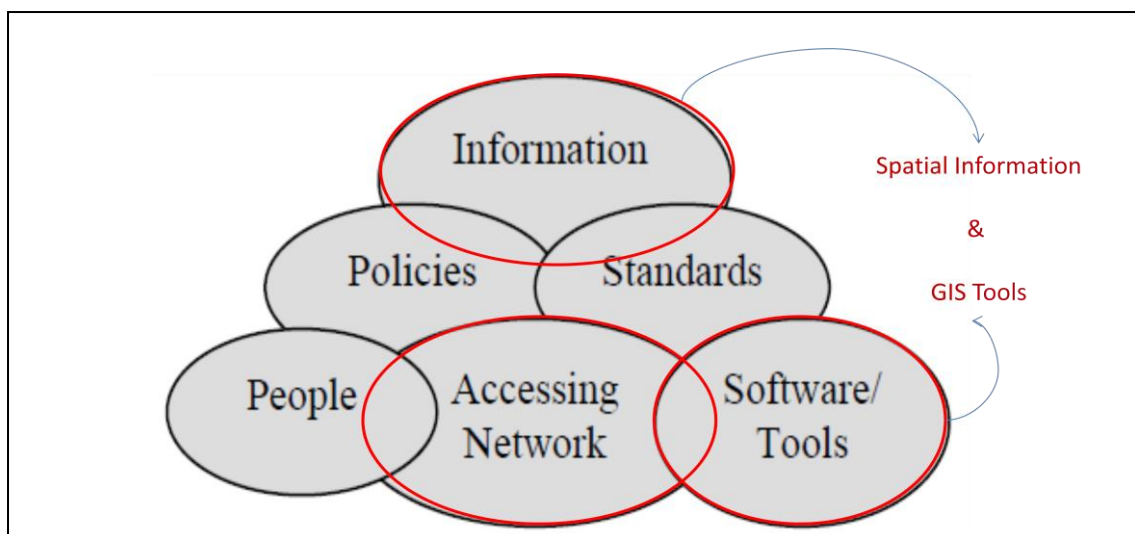 Information
Spatial Information
&
GIS Tools
Policies
Standards
People
Accessing
Network
Software/
Tools